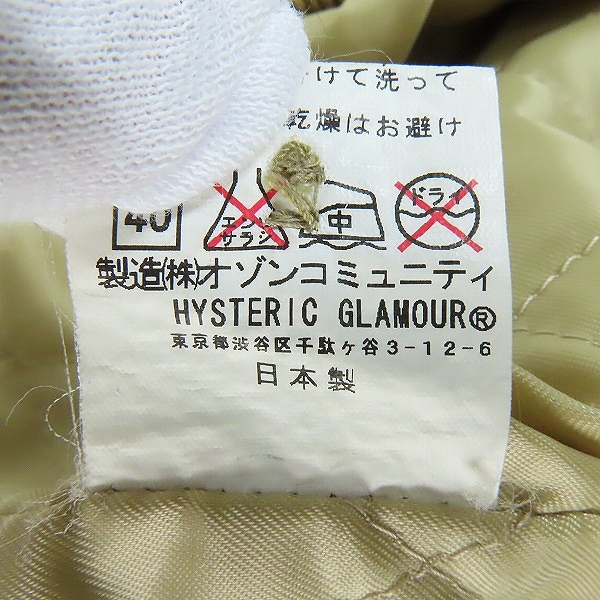 けて洗って
乾燥はお避け
40 エンソ サラシ 中 ドライ
製造(株)オゾンコミュニティ
HYSTERIC GLAMOUR®
東京都渋谷区千駄ヶ谷3-12-6
日本製